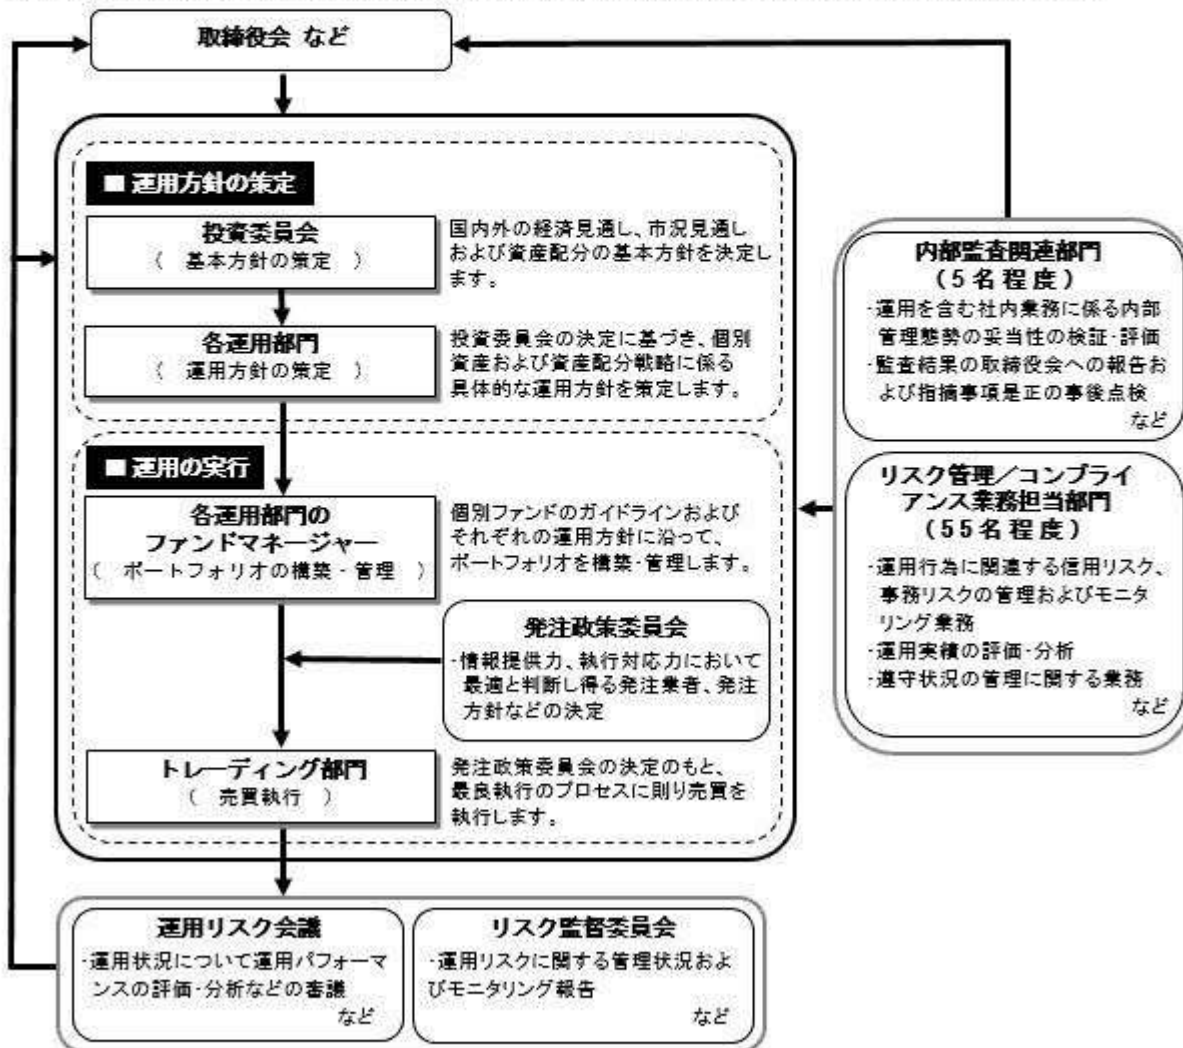 取締役会 など
■ 運用方針の策定
投資委員会
( 基本方針の策定 )
国内外の経済見通し、市況見通し
および資産配分の基本方針を決定し
ます。
各運用部門
( 運用方針の策定 )
投資委員会の決定に基づき、個別
資産および資産配分戦略に係る
具体的な運用方針を策定します。
■ 運用の実行
各運用部門の
ファンドマネージャー
( ポートフォリオの構築・管理 )
個別ファンドのガイドラインおよび
それぞれの運用方針に沿って、
ポートフォリオを構築・管理します。
発注政策委員会
・情報提供力、執行対応力において
最適と判断し得る発注業者、発注
方針などの決定
トレーディング部門
( 売買執行 )
発注政策委員会の決定のもと、
最良執行のプロセスに則り売買を
執行します。
内部監査関連部門
(5名程度)
・運用を含む社内業務に係る内部
管理態勢の妥当性の検証・評価
・監査結果の取締役会への報告お
よび指摘事項是正の事後点検
など
リスク管理/コンプライ
アンス業務担当部門
(55名程度)
・運用行為に関連する信用リスク、
事務リスクの管理およびモニタ
リング業務
・運用実績の評価・分析
・遵守状況の管理に関する業務
など
運用リスク会議
・運用状況について運用パフォーマ
ンスの評価・分析などの審議
など
リスク監督委員会
・運用リスクに関する管理状況およ
びモニタリング報告
など